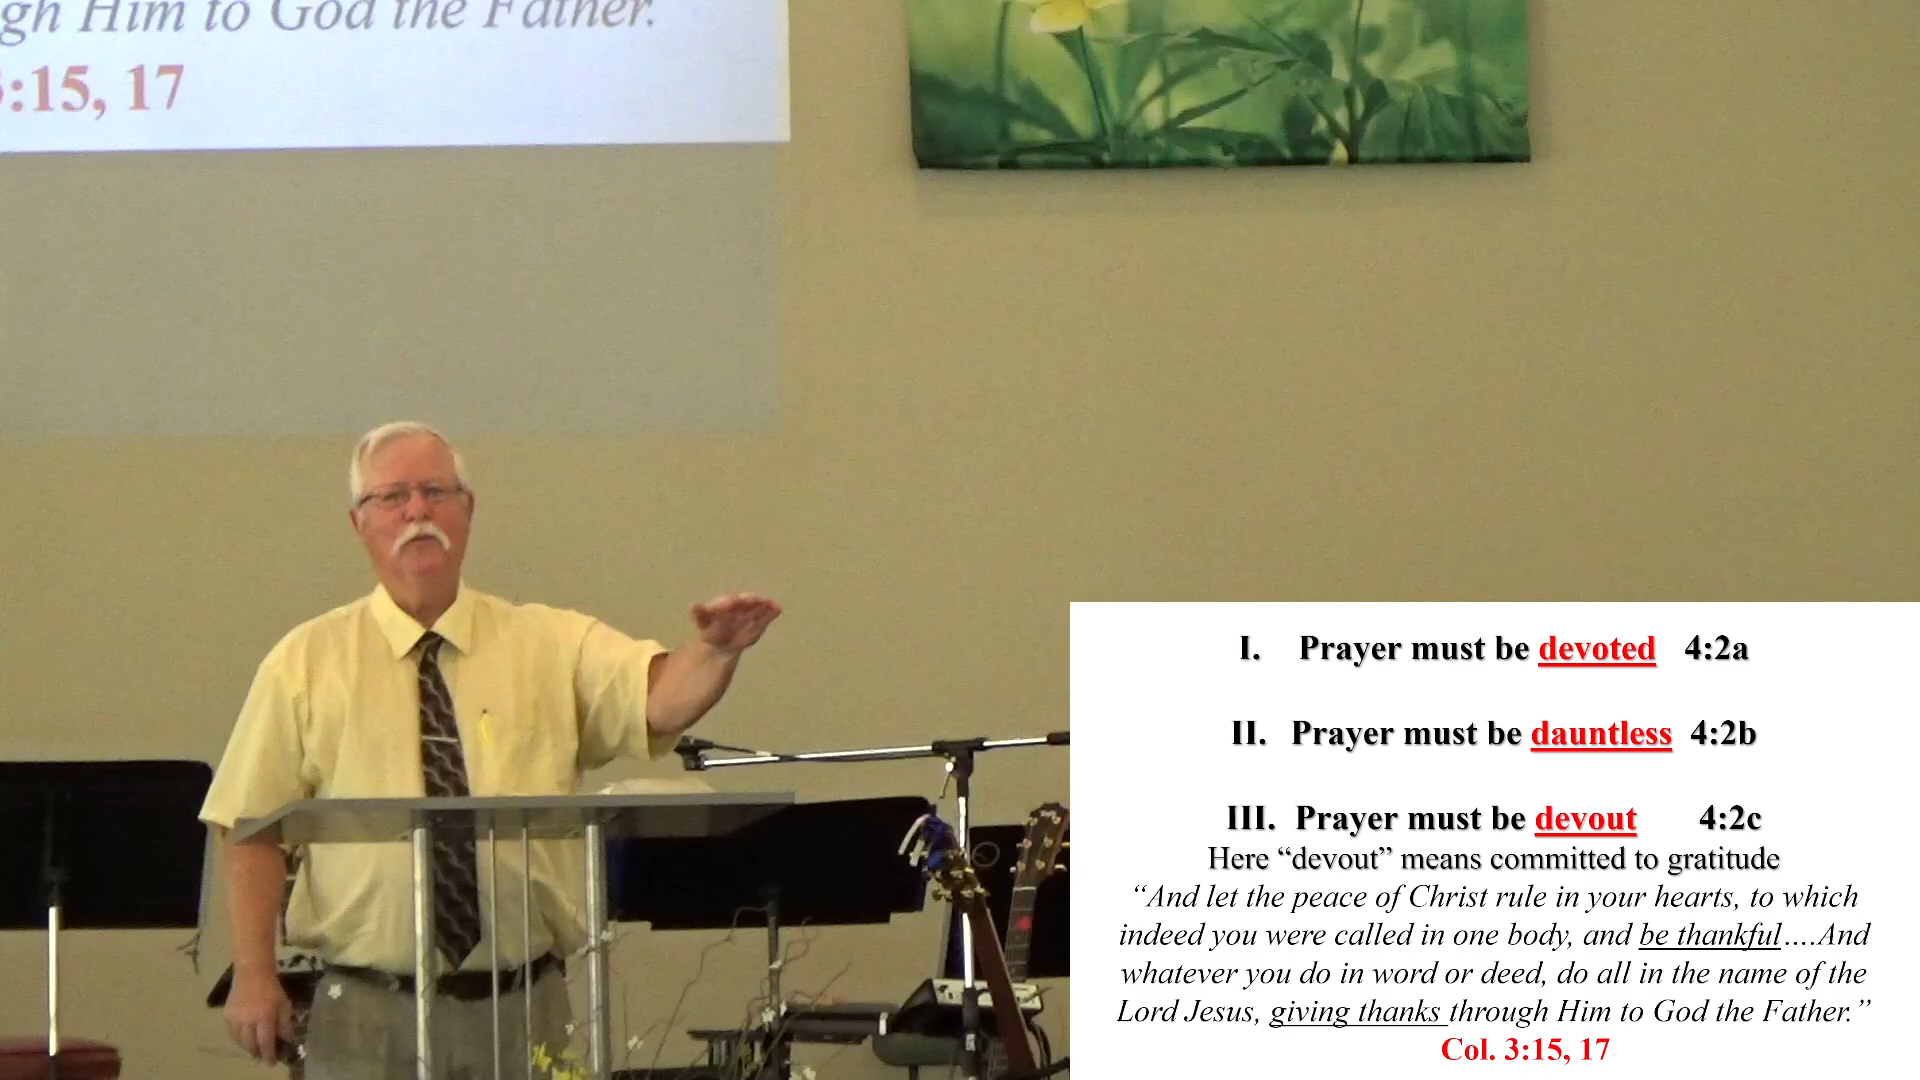 gh Him to God the Father.
3:15, 17
I. Prayer must be devoted 4:2a
II. Prayer must be dauntless 4:2b
III. Prayer must be devout 4:2c
Here “devout” means committed to gratitude
“And let the peace of Christ rule in your hearts, to which
indeed you were called in one body, and be thankful….And
whatever you do in word or deed, do all in the name of the
Lord Jesus, giving thanks through Him to God the Father.”
Col. 3:15, 17